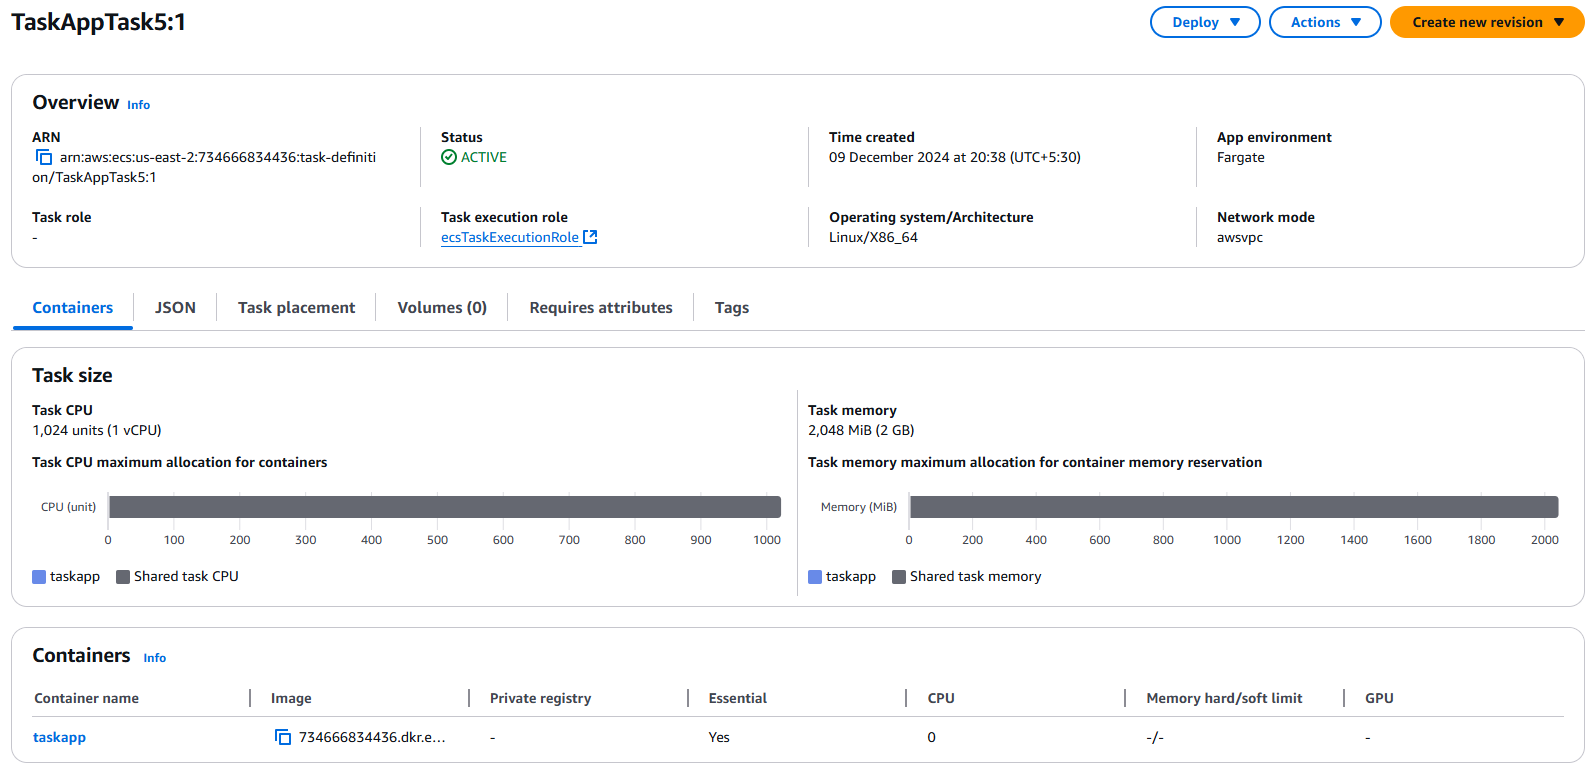 TaskAppTask5:1
Deploy
Actions
Create new revision
Overview Info
ARN
arn:aws:ecs:us-east-2:734666834436:task-definiti
on/TaskAppTask5:1
Status
ACTIVE
Time created
09 December 2024 at 20:38 (UTC+5:30)
App environment
Fargate
Task role
-
Task execution role
ecsTaskExecutionRole
Operating system/Architecture
Linux/X86_64
Network mode
awsvpc
Containers JSON Task placement Volumes (0) Requires attributes Tags
Task size
Task CPU
1,024 units (1 vCPU)
Task CPU maximum allocation for containers
CPU (unit)
0 100 200 300 400 500 600 700 800 900 1000
taskapp Shared task CPU
Task memory
2,048 MiB (2 GB)
Task memory maximum allocation for container memory reservation
Memory (MiB)
0 200 400 600 800 1000 1200 1400 1600 1800 2000
taskapp Shared task memory
Containers Info
Container name Image Private registry Essential CPU Memory hard/soft limit GPU
taskapp 734666834436.dkr.e... - Yes 0 -/- -